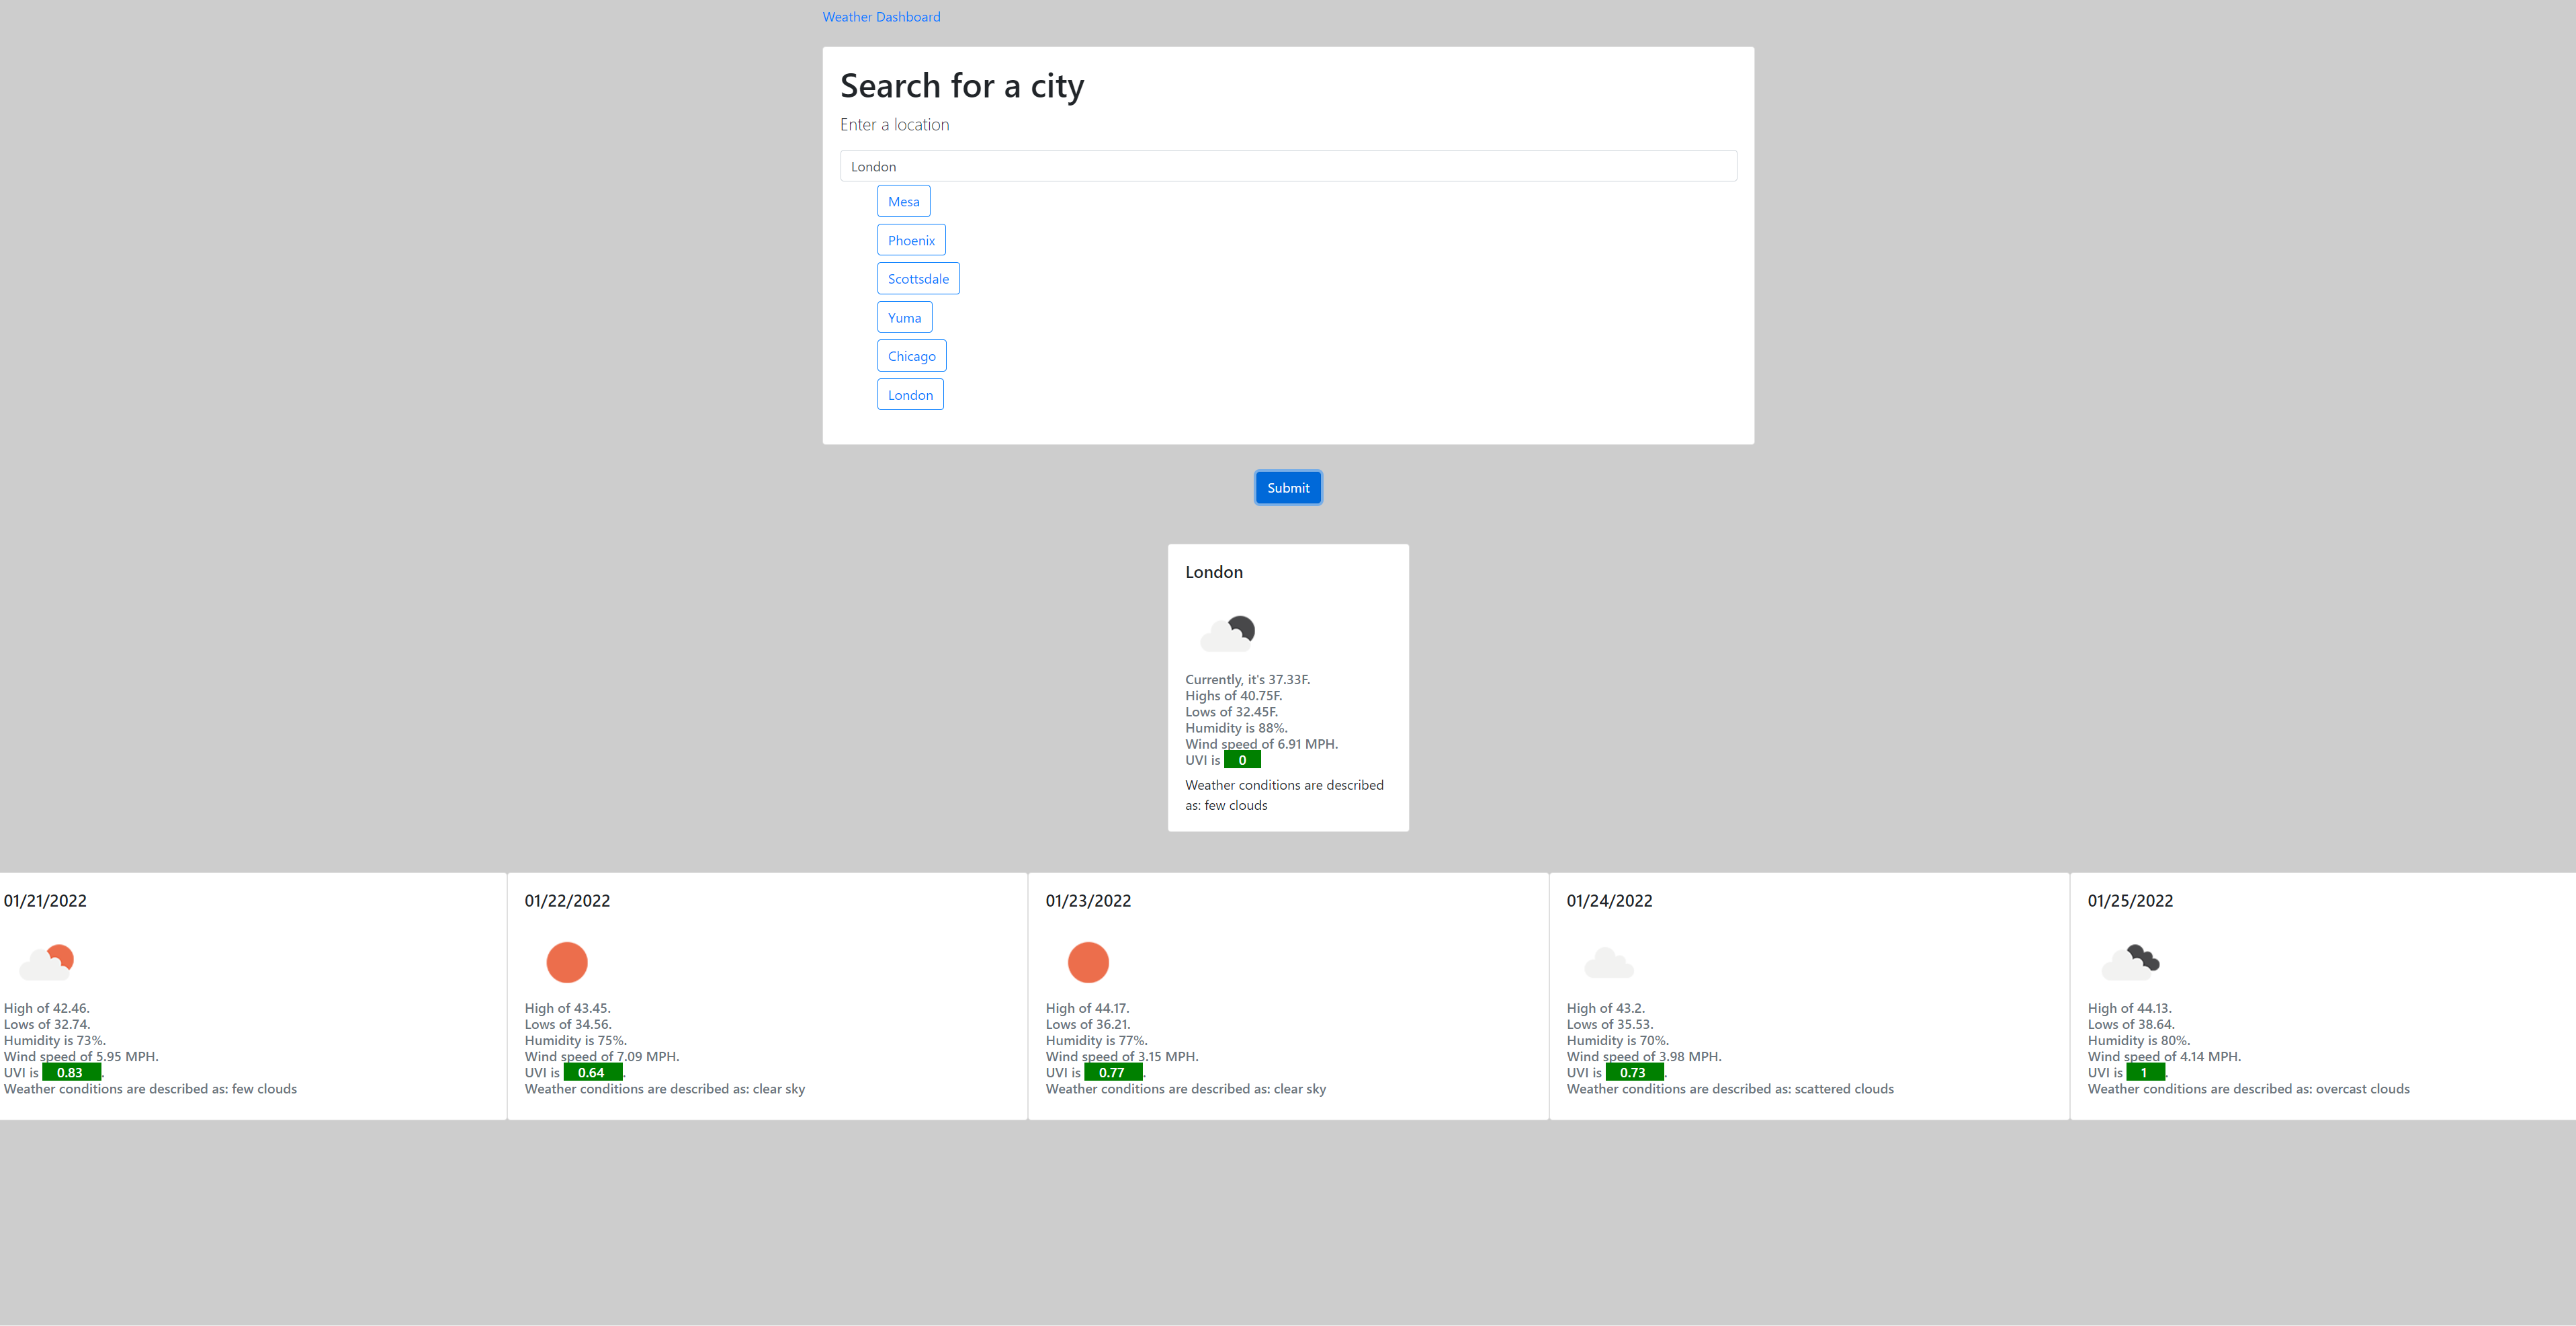 Weather Dashboard
Search for a city
Enter a location
London
Mesa
Phoenix
Scottsdale
Yuma
Chicago
London
Submit
London
Currently, it's 37.33F.
Highs of 40.75F.
Lows of 32.45F.
Humidity is 88%.
Wind speed of 6.91 MPH.
UVI is 0
Weather conditions are described
as: few clouds
01/21/2022
High of 42.46.
Lows of 32.74.
Humidity is 73%.
Wind speed of 5.95 MPH.
UVI is 0.83.
Weather conditions are described as: few clouds
01/22/2022
High of 43.45.
Lows of 34.56.
Humidity is 75%.
Wind speed of 7.09 MPH.
UVI is 0.64.
Weather conditions are described as: clear sky
01/23/2022
High of 44.17.
Lows of 36.21.
Humidity is 77%.
Wind speed of 3.15 MPH.
UVI is 0.77.
Weather conditions are described as: clear sky
01/24/2022
High of 43.2.
Lows of 35.53.
Humidity is 70%.
Wind speed of 3.98 MPH.
UVI is 0.73.
Weather conditions are described as: scattered clouds
01/25/2022
High of 44.13.
Lows of 38.64.
Humidity is 80%.
Wind speed of 4.14 MPH.
UVI is 1.
Weather conditions are described as: overcast clouds